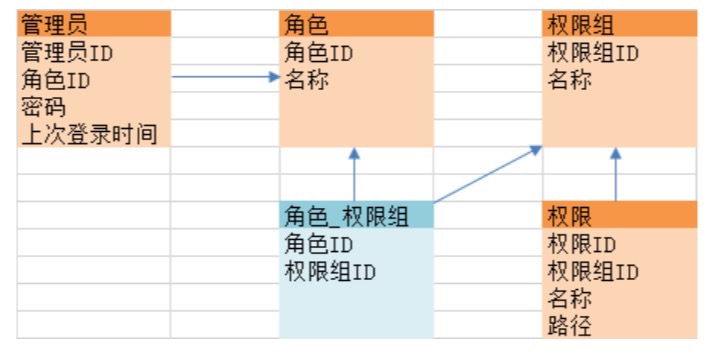 管理员
管理员ID
角色ID
密码
上次登录时间
角色
角色ID
名称
权限组
权限组ID
名称
角色_权限组
角色ID
权限组ID
权限
权限ID
权限组ID
名称
路径